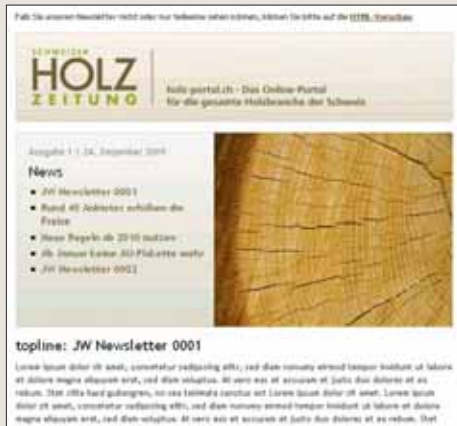 Falls Sie unseren Newsletter nicht oder nur teilweise sehen können, klicken Sie bitte auf die HTML-Vorschau.
SCHWEIZER
HOLZ
ZEITUNG
holz-portal.ch - Das Online-Portal
für die gesamte Holzbranche der Schweiz
Ausgabe 1 | 24. Dezember 2009
News
JW Newsletter 0001
Rund 40 Anbieter erhöhen die
Preise
Neue Regeln ab 2010 nutzen
Ab Januar keine AU-Plakette mehr
JW Newsletter 0002
topline: JW Newsletter 0001
Lorem ipsum dolor sit amet, consetetur sadipscing elitr, sed diam nonumy eirmod tempor invidunt ut labore
et dolore magna aliquyam erat, sed diam voluptua. At vero eos et accusam et justo duo dolores et ea
rebum. Stet clita kasd gubergren, no sea takimata sanctus est Lorem ipsum dolor sit amet. Lorem ipsum
dolor sit amet, consetetur sadipscing elitr, sed diam nonumy eirmod tempor invidunt ut labore et dolore
magna aliquyam erat, sed diam voluptua. At vero eos et accusam et justo duo dolores et ea rebum. Stet